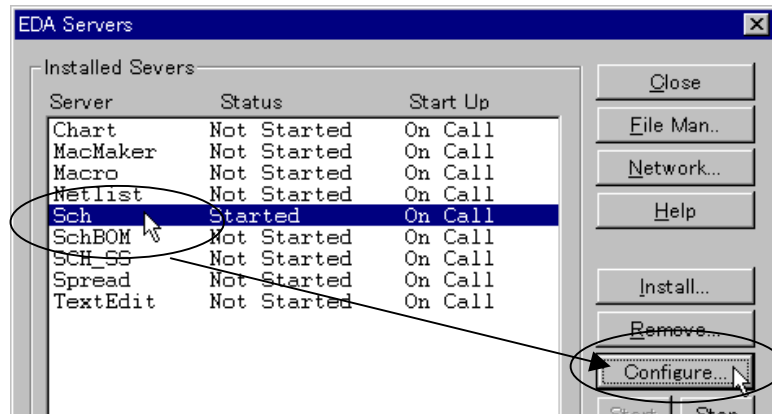 EDA Servers
Installed Severs
Server Status Start Up
Chart Not Started On Call
MacMaker Not Started On Call
Macro Not Started On Call
Netlist Not Started On Call
Sch Started On Call
SchBOM Not Started On Call
SCH_SS Not Started On Call
Spread Not Started On Call
TextEdit Not Started On Call
Close
File Man..
Network...
Help
Install...
Remove...
Configure...
Start Stop